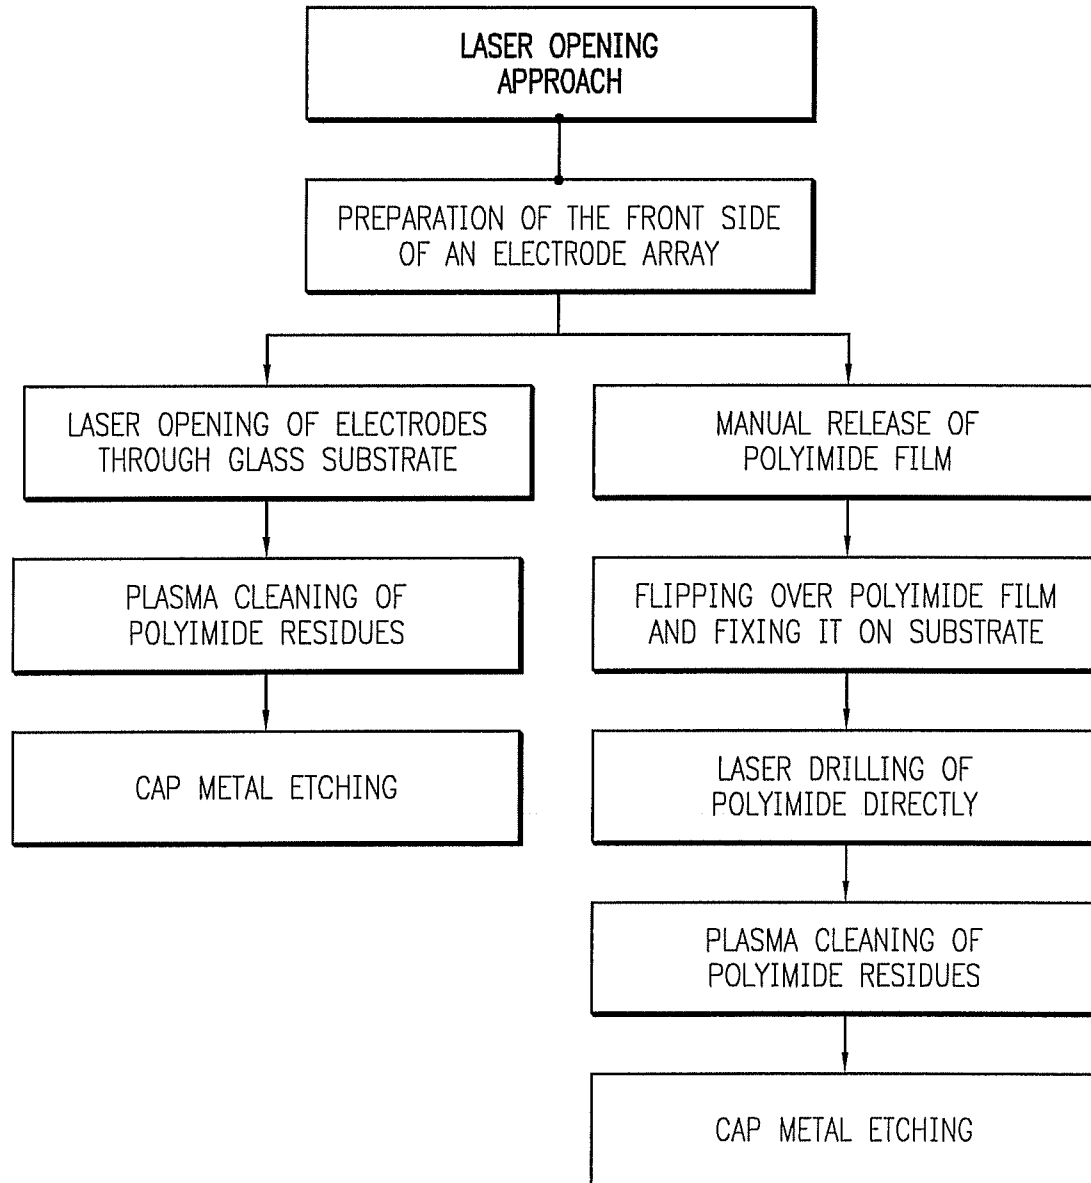 LASER OPENING
APPROACH
PREPARATION OF THE FRONT SIDE
OF AN ELECTRODE ARRAY
LASER OPENING OF ELECTRODES
THROUGH GLASS SUBSTRATE
PLASMA CLEANING OF
POLYIMIDE RESIDUES
CAP METAL ETCHING
MANUAL RELEASE OF
POLYIMIDE FILM
FLIPPING OVER POLYIMIDE FILM
AND FIXING IT ON SUBSTRATE
LASER DRILLING OF
POLYIMIDE DIRECTLY
PLASMA CLEANING OF
POLYIMIDE RESIDUES
CAP METAL ETCHING